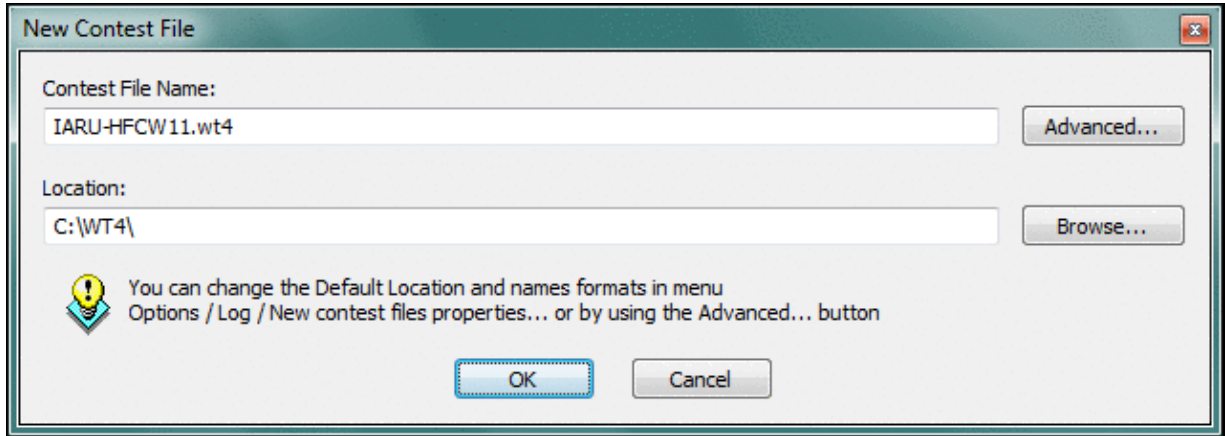 New Contest File
Contest File Name:
IARU-HFCW11.wt4
Advanced...
Location:
C:\WT4\
Browse...
You can change the Default Location and names formats in menu
Options / Log / New contest files properties... or by using the Advanced... button
OK
Cancel